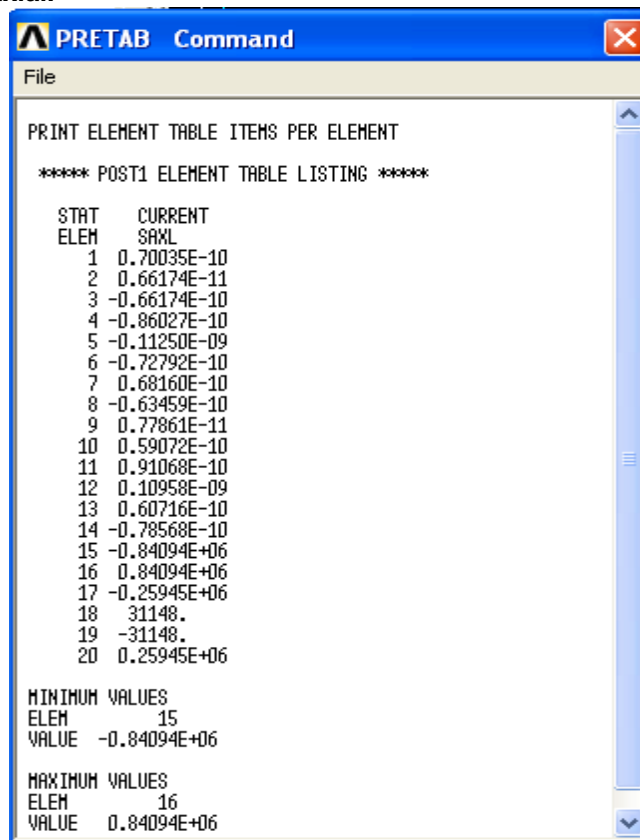 PRETAB Command
File
PRINT ELEMENT TABLE ITEMS PER ELEMENT
***** POST1 ELEMENT TABLE LISTING *****
STAT CURRENT
ELEM SAXL
1 0.70035E-10
2 0.66174E-11
3 -0.66174E-10
4 -0.86027E-10
5 -0.11250E-09
6 -0.72792E-10
7 0.68160E-10
8 -0.63459E-10
9 0.77861E-11
10 0.59072E-10
11 0.91068E-10
12 0.10958E-09
13 0.60716E-10
14 -0.78568E-10
15 -0.84094E+06
16 0.84094E+06
17 -0.25945E+06
18 31148.
19 -31148.
20 0.25945E+06
MINIMUM VALUES
ELEM 15
VALUE -0.84094E+06
MAXIMUM VALUES
ELEM 16
VALUE 0.84094E+06